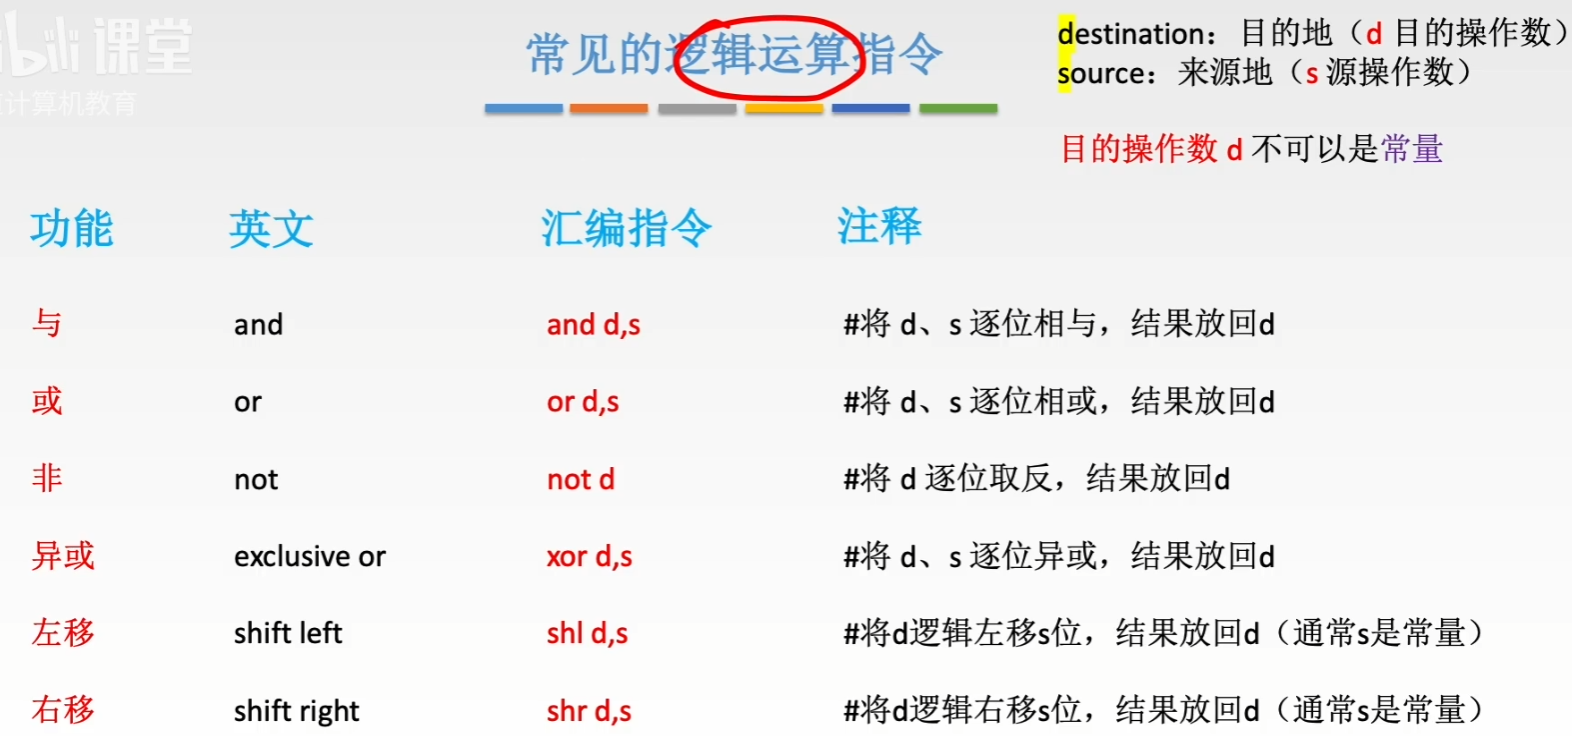 bili 课堂
计算机教育
常见的逻辑运算指令
destination：目的地（d 目的操作数）
source：来源地（s 源操作数）
目的操作数 d 不可以是常量
功能 英文 汇编指令 注释
与 and and d,s #将 d、s 逐位相与，结果放回d
或 or or d,s #将 d、s 逐位相或，结果放回d
非 not not d #将 d 逐位取反，结果放回d
异或 exclusive or xor d,s #将 d、s 逐位异或，结果放回d
左移 shift left shl d,s #将d逻辑左移s位，结果放回d（通常s是常量）
右移 shift right shr d,s #将d逻辑右移s位，结果放回d（通常s是常量）